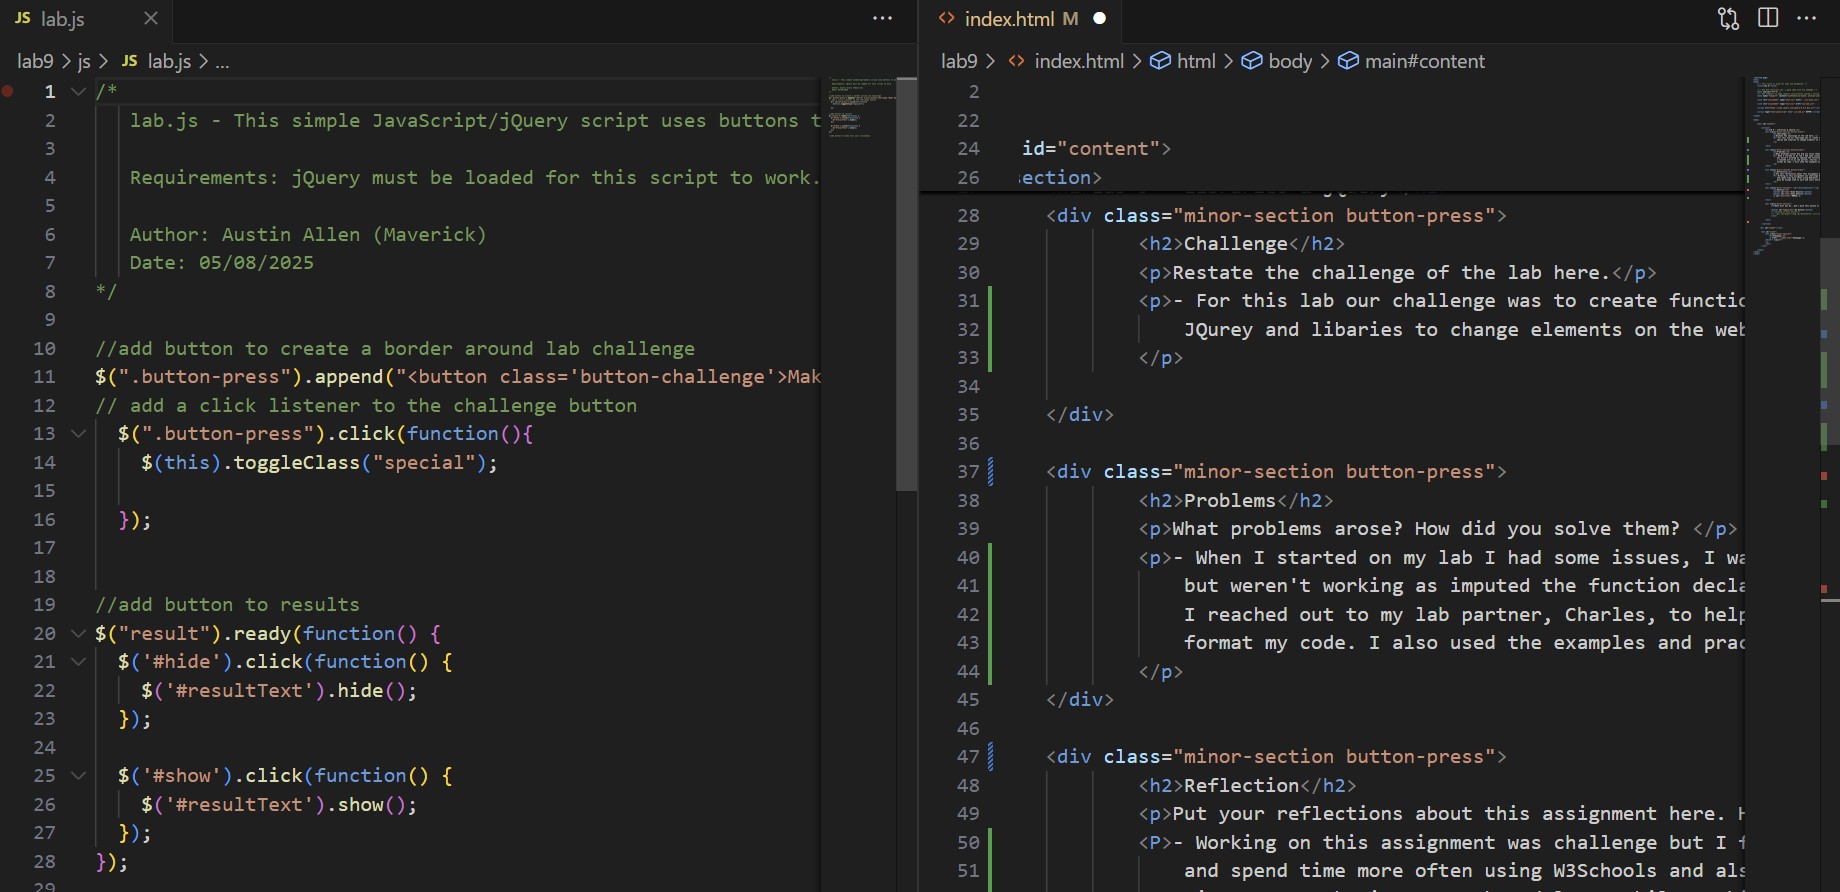 JS lab.js
lab9 > js > JS lab.js > ...
1 /*
2 lab.js - This simple JavaScript/jQuery script uses buttons t
3
4 Requirements: jQuery must be loaded for this script to work.
5
6 Author: Austin Allen (Maverick)
7 Date: 05/08/2025
8 */
9
10 //add button to create a border around lab challenge
11 $(".button-press").append("<button class='button-challenge'>Mak
12 // add a click listener to the challenge button
13 $(".button-press").click(function(){
14 $(this).toggleClass("special");
15
16 });
17
18
19 //add button to results
20 $("result").ready(function() {
21 $('#hide').click(function() {
22 $('#resultText').hide();
23 });
24
25 $('#show').click(function() {
26 $('#resultText').show();
27 });
28 });
29
<> index.html M
lab9 > <> index.html > html > body > main#content
2
22
24 id="content">
26 section>
28 <div class="minor-section button-press">
29 <h2>Challenge</h2>
30 <p>Restate the challenge of the lab here.</p>
31 <p>- For this lab our challenge was to create functio
32 JQurey and libaries to change elements on the web
33 </p>
34
35 </div>
36
37 <div class="minor-section button-press">
38 <h2>Problems</h2>
39 <p>What problems arose? How did you solve them? </p>
40 <p>- When I started on my lab I had some issues, I wa
41 but weren't working as imputed the function decla
42 I reached out to my lab partner, Charles, to help
43 format my code. I also used the examples and prac
44 </p>
45 </div>
46
47 <div class="minor-section button-press">
48 <h2>Reflection</h2>
49 <p>Put your reflections about this assignment here. H
50 <P>- Working on this assignment was challenge but I f
51 and spend time more often using W3Schools and als